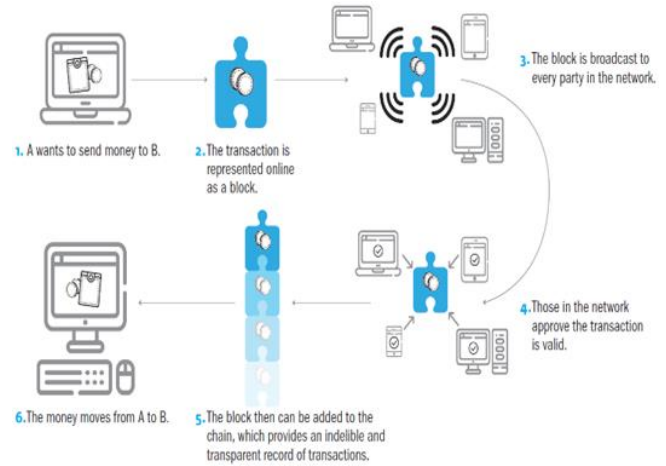 1. A wants to send money to B.
2. The transaction is
represented online
as a block.
3. The block is broadcast to
every party in the network.
4. Those in the network
approve the transaction
is valid.
5. The block then can be added to the
chain, which provides an indelible and
transparent record of transactions.
6. The money moves from A to B.